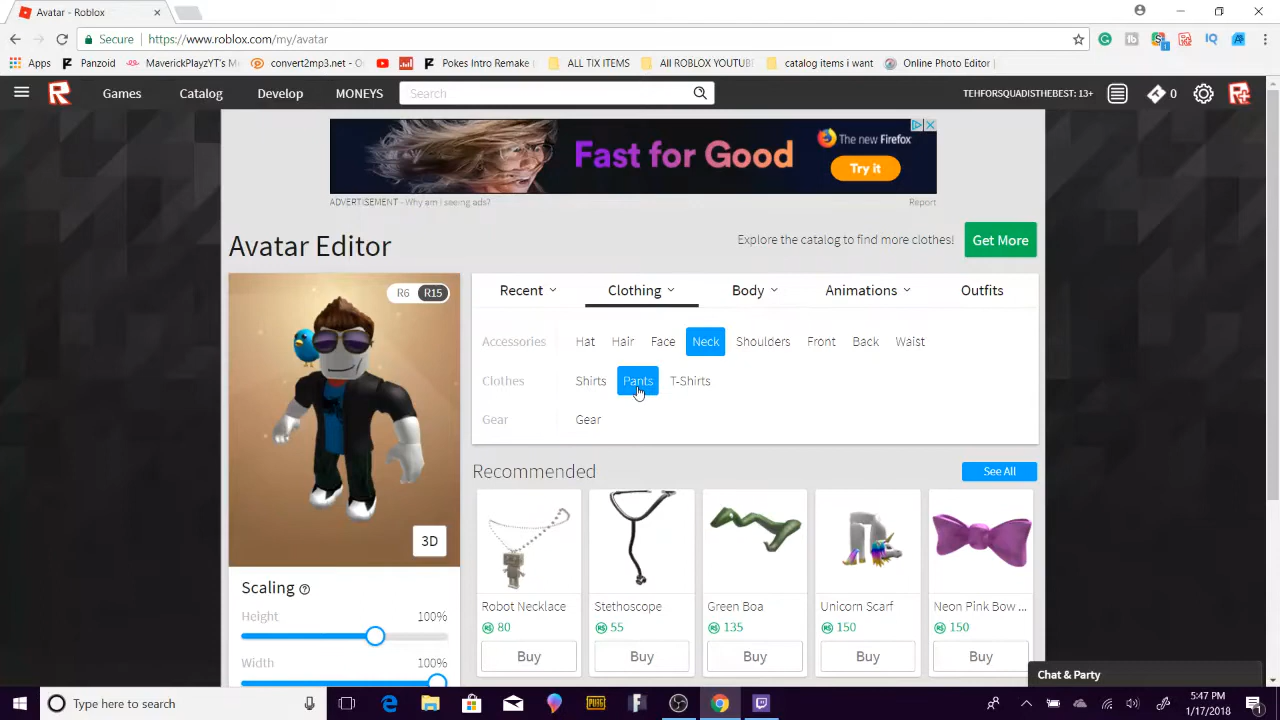 Avatar - Roblox
Secure | https://www.roblox.com/my/avatar
Apps Panzoid MaverickPlayzYT's M convert2mp3.net - Co Pokes Intro Remake ALL TIX ITEMS All ROBLOX YOUTUB catalog items i want Online Photo Editor
Games Catalog Develop MONEYS Search TEHFORSQUADISTHEBEST: 13+ 0
Fast for Good
The new Firefox
Try it
ADVERTISEMENT - Why am I seeing ads? Report
Avatar Editor
Explore the catalog to find more clothes! Get More
R6 R15
Recent Clothing Body Animations Outfits
Accessories Hat Hair Face Neck Shoulders Front Back Waist
Clothes Shirts Pants T-Shirts
Gear Gear
3D
Recommended See All
Robot Necklace Stethoscope Green Boa Unicorn Scarf Neon Pink Bow ...
R$ 80 R$ 55 R$ 135 R$ 150 R$ 150
Buy Buy Buy Buy Buy
Scaling
Height 100%
Width 100%
Chat & Party
Type here to search
PUBG
5:47 PM
1/17/2018